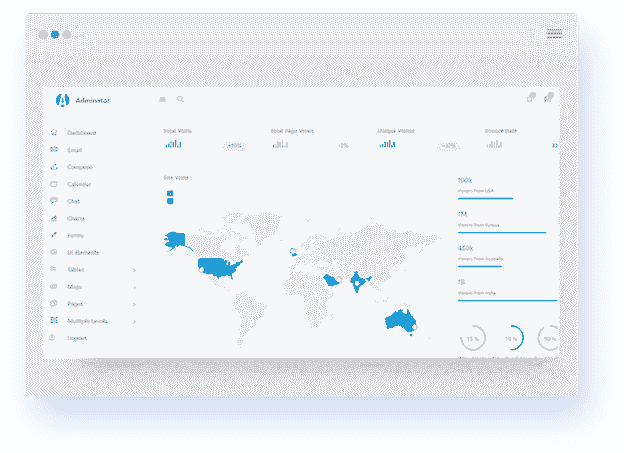 Adminator
Total Visits
Total Page Views
Unique Visitor
Bounce Rate
+10%
-7%
Dashboard
Email
Compose
Calendar
Chat
Charts
Forms
UI Elements
Tables
Maps
Pages
Multiple Levels
Logout
Site Visits
100k
Visitors From USA
1M
Visitors From Europe
450k
Visitors From Australia
1B
Visitors From India
75 %
50 %
90 %